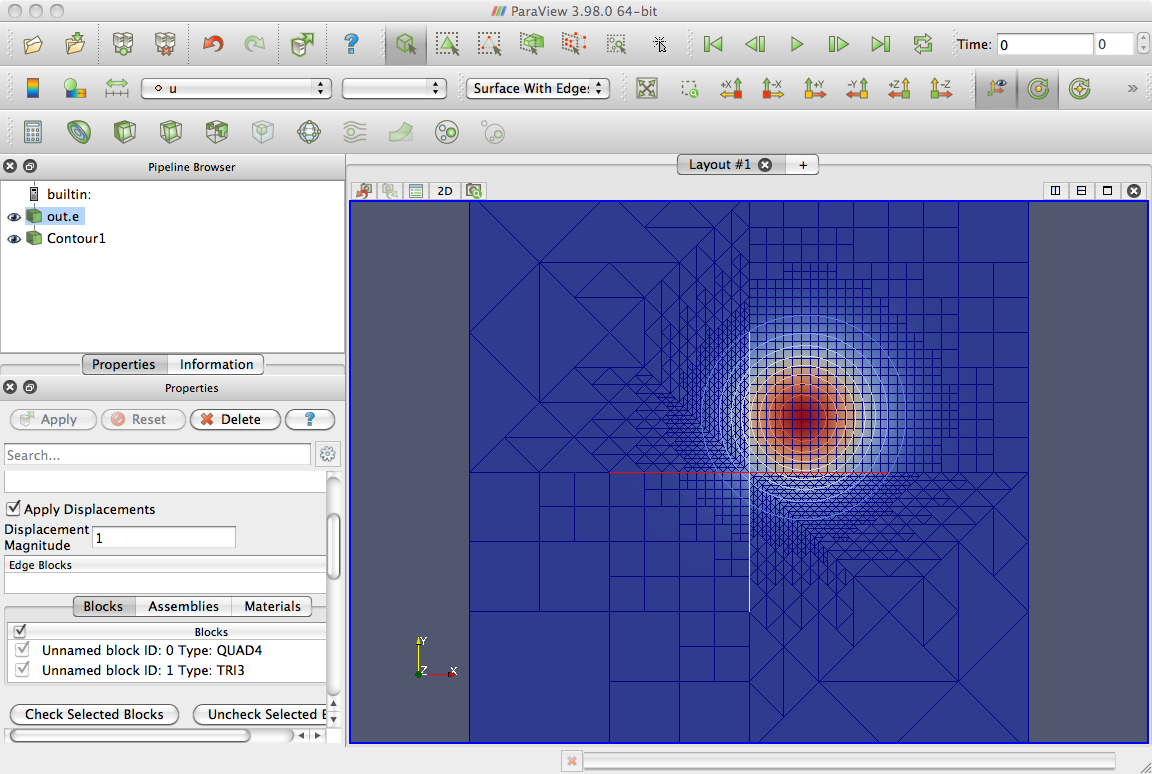 ParaView 3.98.0 64-bit
Time: 0 0
u Surface With Edges
+X -X +Y -Y +Z -Z
Pipeline Browser
Layout #1 +
builtin:
2D
out.e
Contour1
Properties Information
Properties
Apply Reset Delete ?
Search...
Apply Displacements
Displacement
Magnitude 1
Edge Blocks
Blocks Assemblies Materials
Blocks
Unnamed block ID: 0 Type: QUAD4
Unnamed block ID: 1 Type: TRI3
Check Selected Blocks Uncheck Selected
Y
Z X